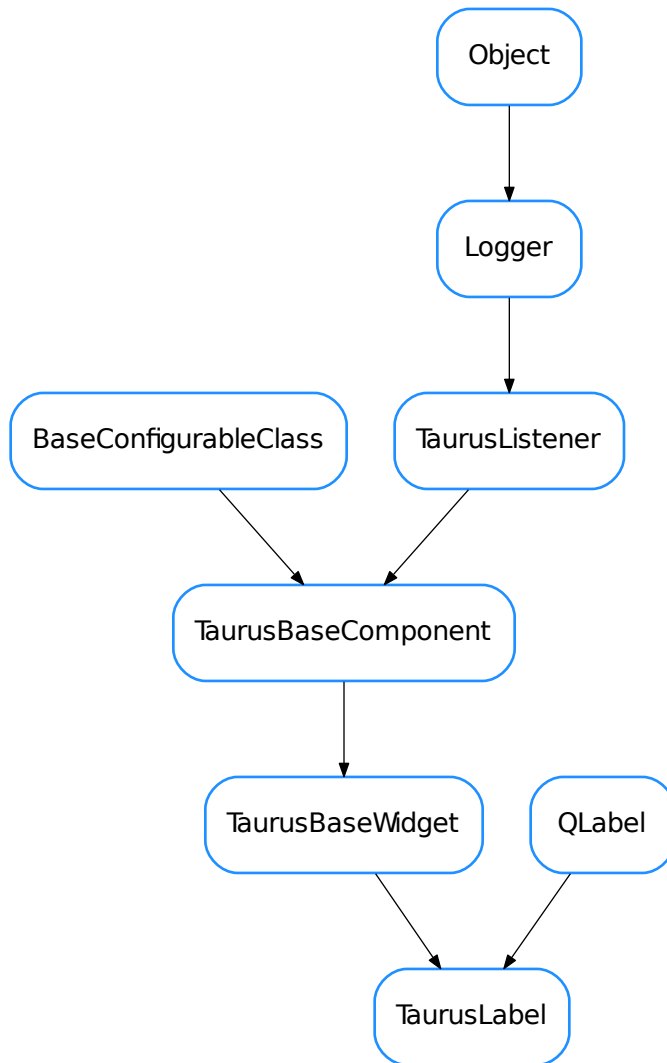 Object
Logger
BaseConfigurableClass
TaurusListener
TaurusBaseComponent
TaurusBaseWidget
QLabel
TaurusLabel